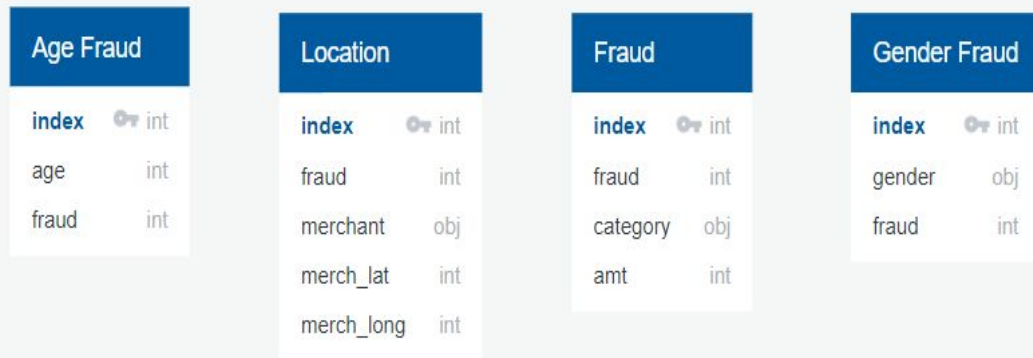 Age Fraud
index int
age int
fraud int
Location
index int
fraud int
merchant obj
merch_lat int
merch_long int
Fraud
index int
fraud int
category obj
amt int
Gender Fraud
index int
gender obj
fraud int